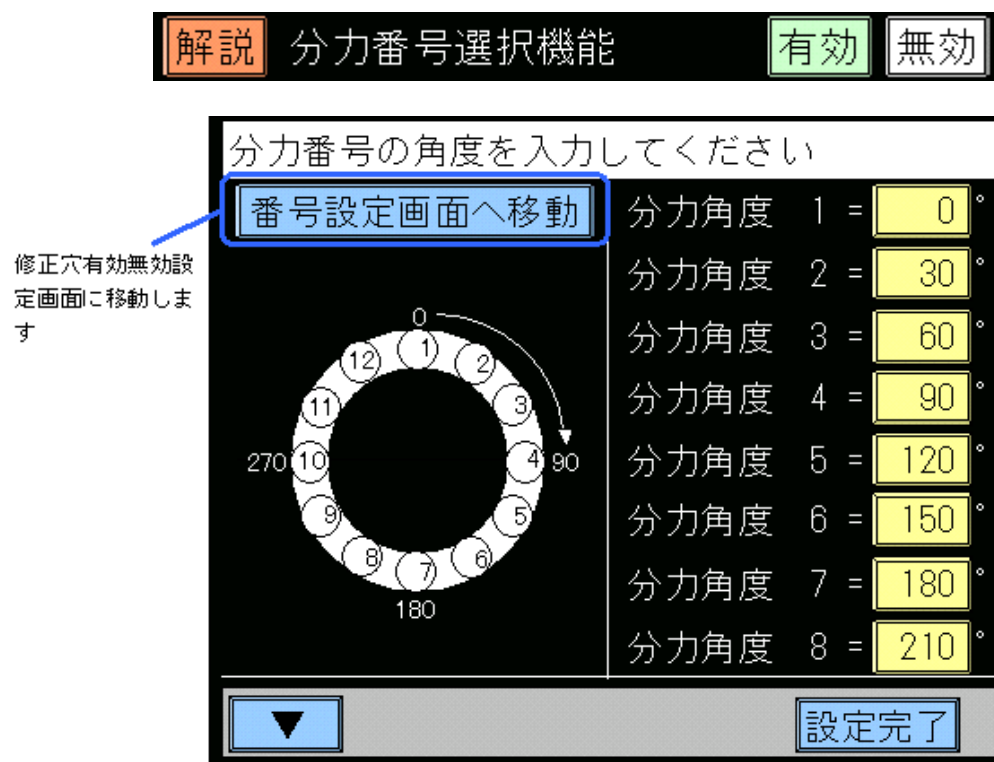 解説 分力番号選択機能 有効 無効
分力番号の角度を入力してください
番号設定画面へ移動
修正穴有効無効設
定画面に移動しま
す
0
1
2
3
4
5
6
7
8
9
10
11
12
90
180
270
分力角度 1 = 0°
分力角度 2 = 30°
分力角度 3 = 60°
分力角度 4 = 90°
分力角度 5 = 120°
分力角度 6 = 150°
分力角度 7 = 180°
分力角度 8 = 210°
▼ 設定完了